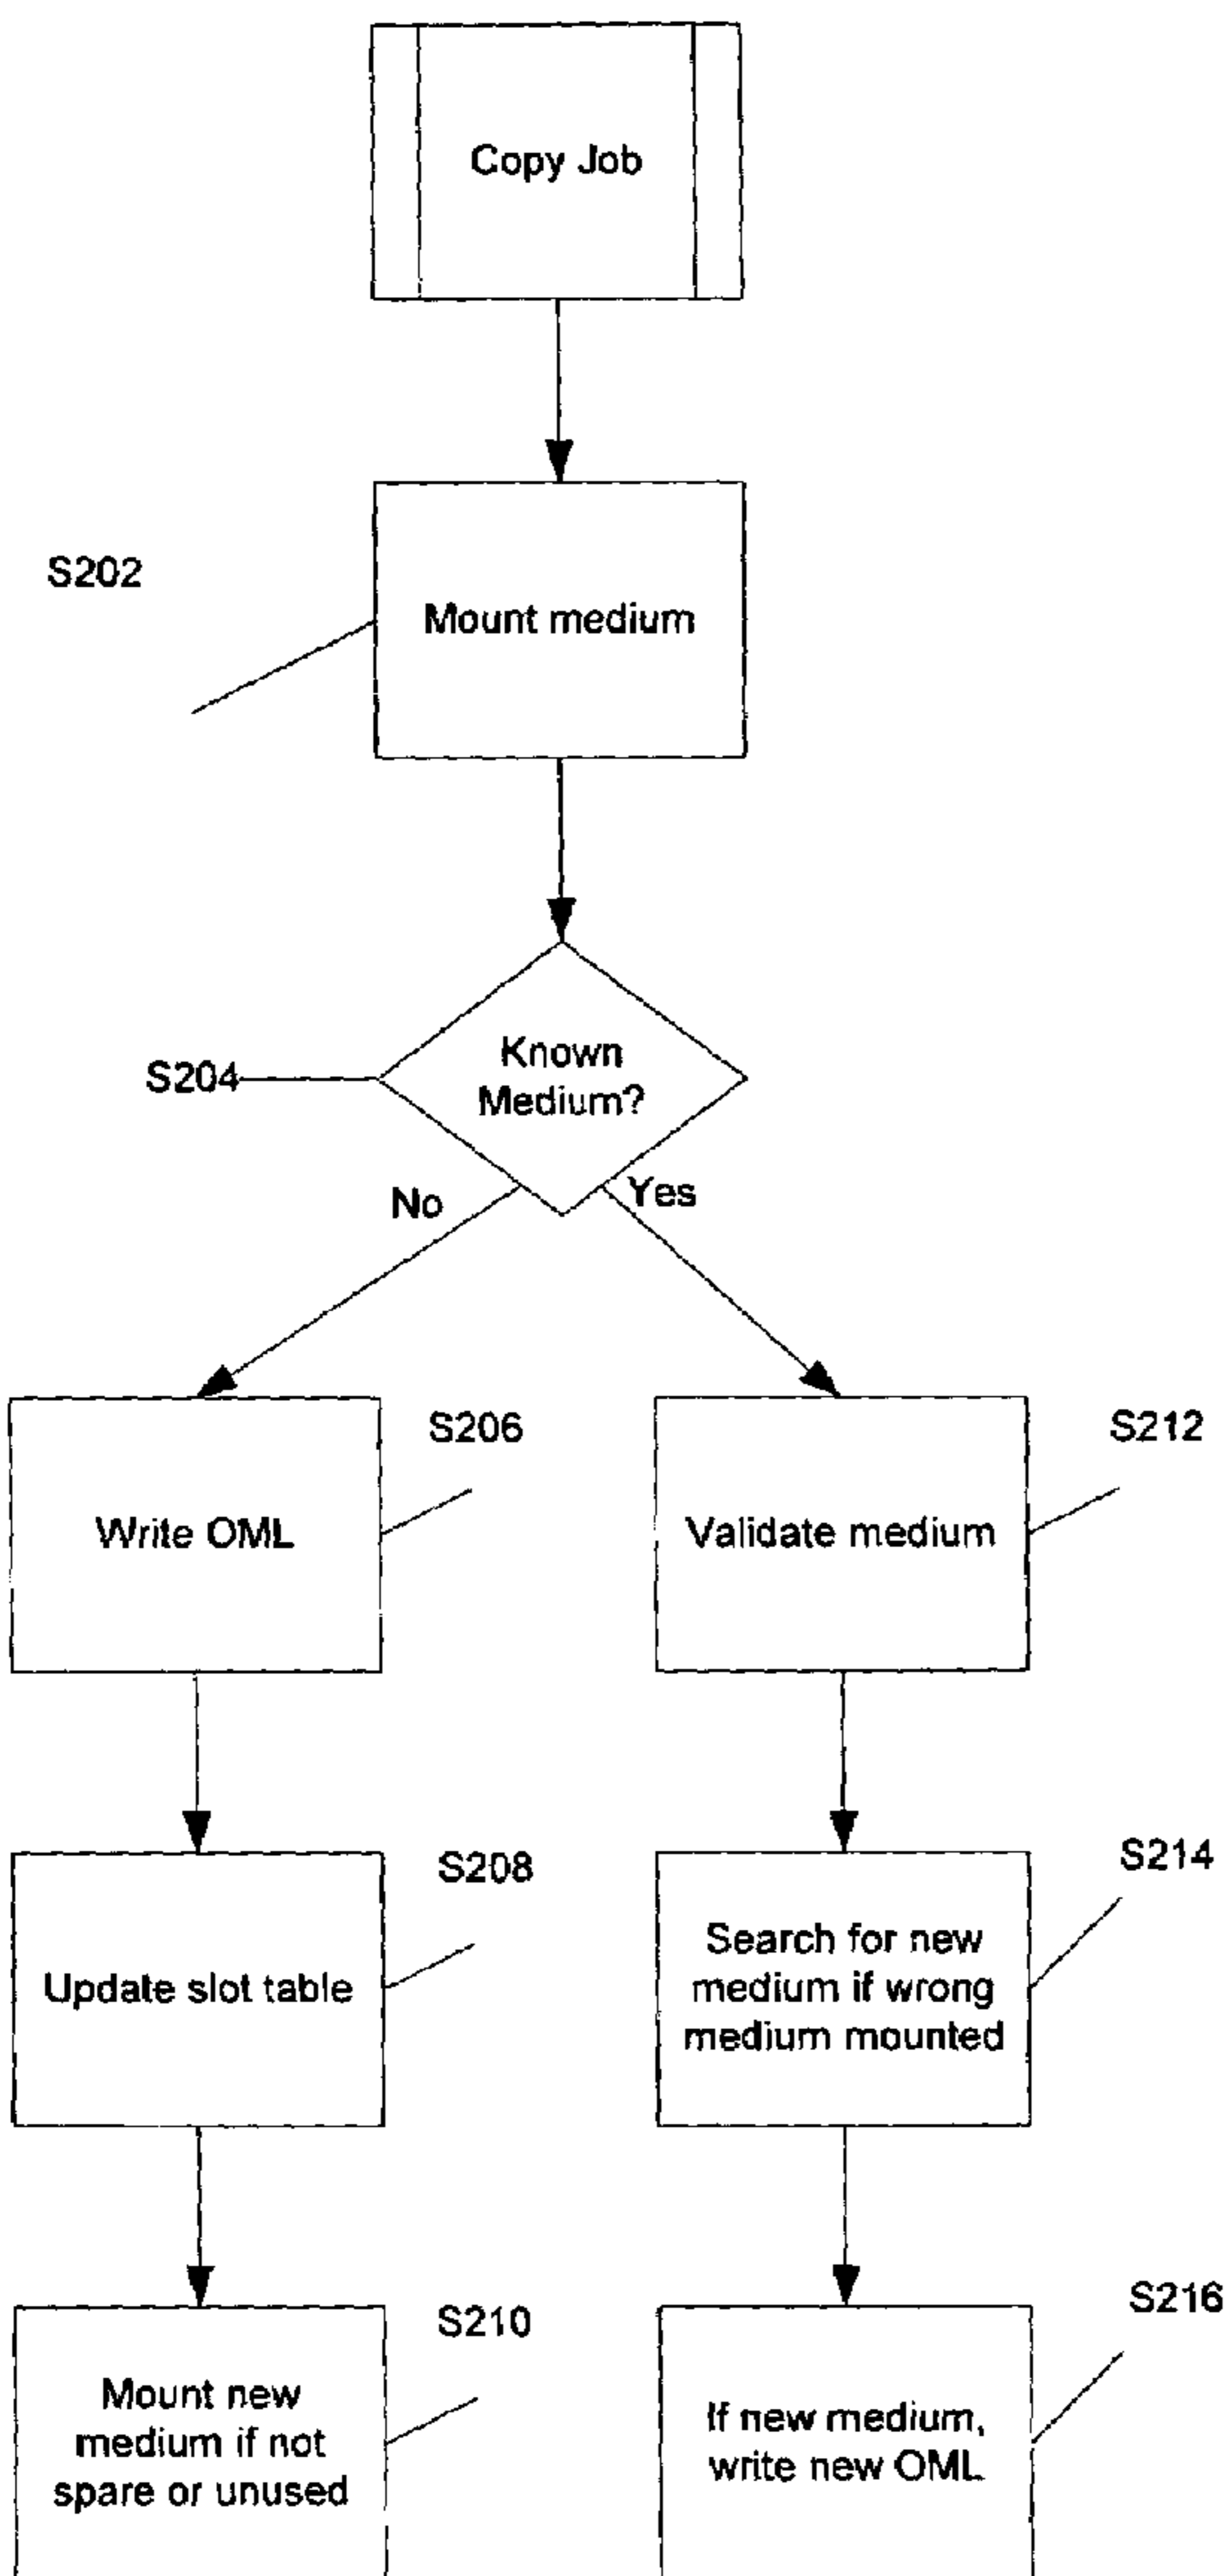 Copy Job
S202
Mount medium
S204
Known
Medium?
No
Yes
S206
S212
Write OML
Validate medium
S208
S214
Update slot table
Search for new
medium if wrong
medium mounted
S210
S216
Mount new
medium if not
spare or unused
If new medium,
write new OML